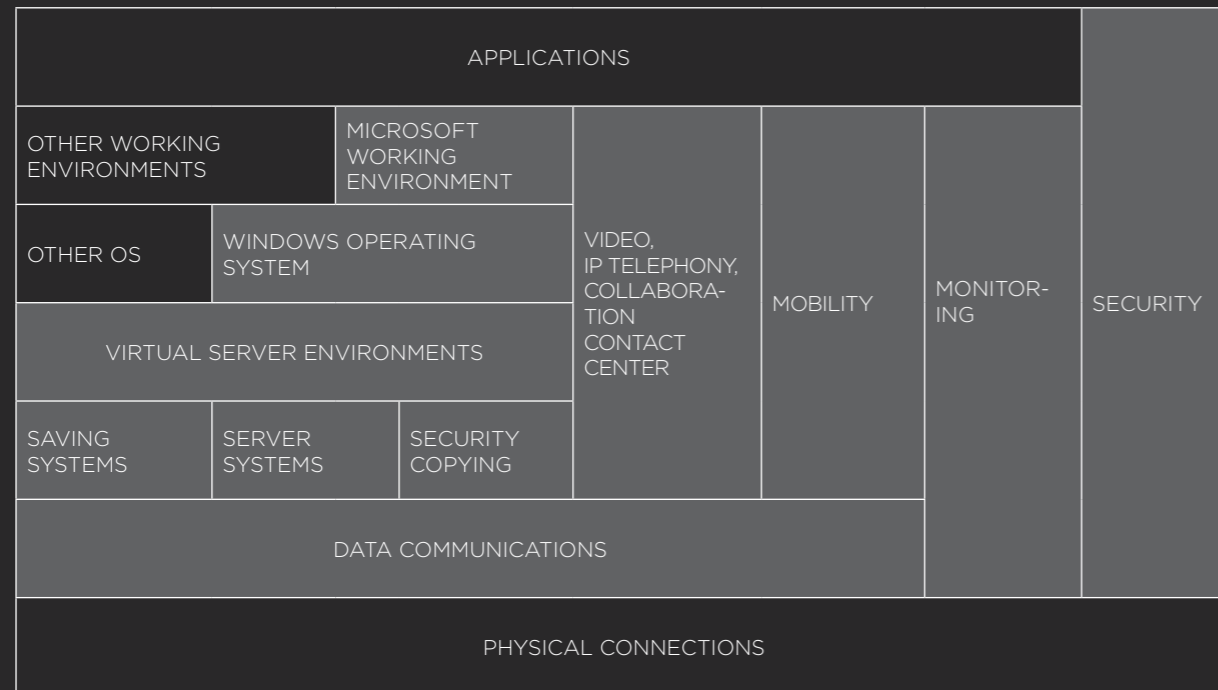 APPLICATIONS
OTHER WORKING
ENVIRONMENTS
MICROSOFT
WORKING
ENVIRONMENT
OTHER OS
WINDOWS OPERATING
SYSTEM
VIRTUAL SERVER ENVIRONMENTS
SAVING
SYSTEMS
SERVER
SYSTEMS
SECURITY
COPYING
VIDEO,
IP TELEPHONY,
COLLABORA-
TION
CONTACT
CENTER
MOBILITY
MONITOR-
ING
SECURITY
DATA COMMUNICATIONS
PHYSICAL CONNECTIONS